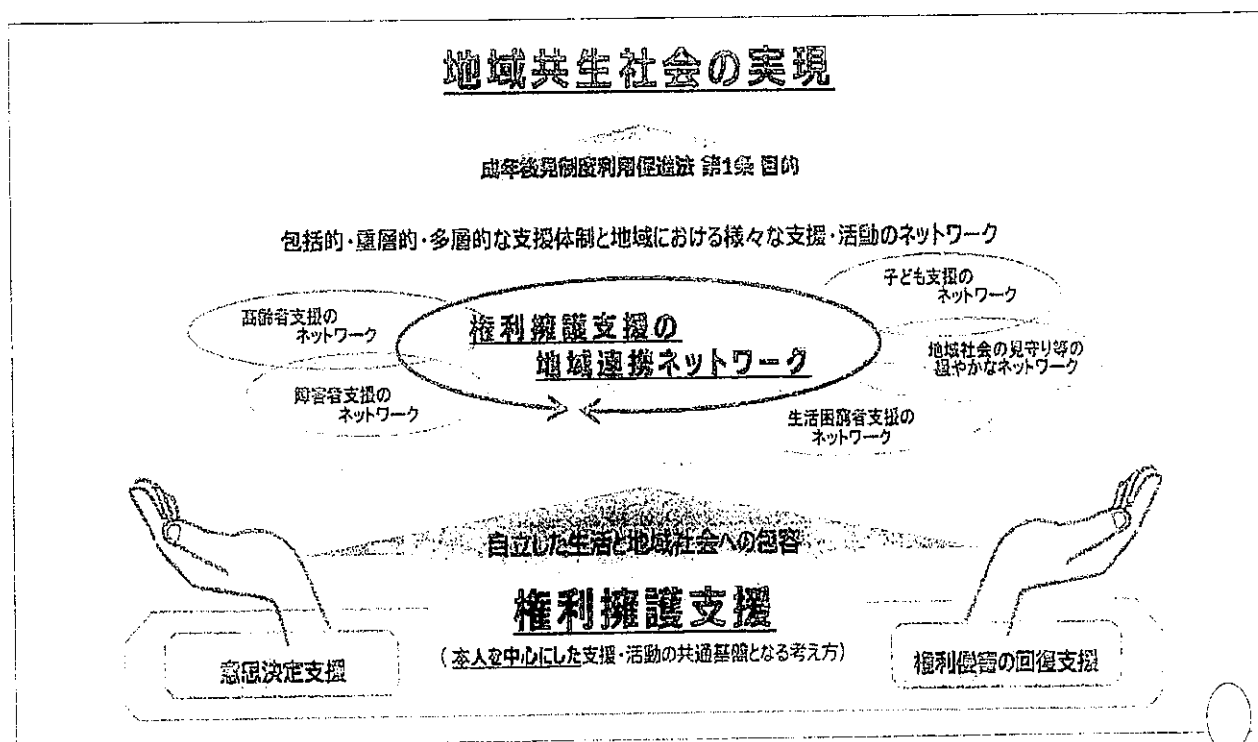 地域共生社会の実現
成年後見制度利用促進法 第1条 目的
包括的・重層的・多層的な支援体制と地域における様々な支援・活動のネットワーク
高齢者支援の
ネットワーク
障害者支援の
ネットワーク
権利擁護支援の
地域連携ネットワーク
子ども支援の
ネットワーク
地域社会の見守り等の
緩やかなネットワーク
生活困窮者支援の
ネットワーク
自立した生活と地域社会への包容
権利擁護支援
(本人を中心にした支援・活動の共通基盤となる考え方)
意思決定支援
権利侵害の回復支援